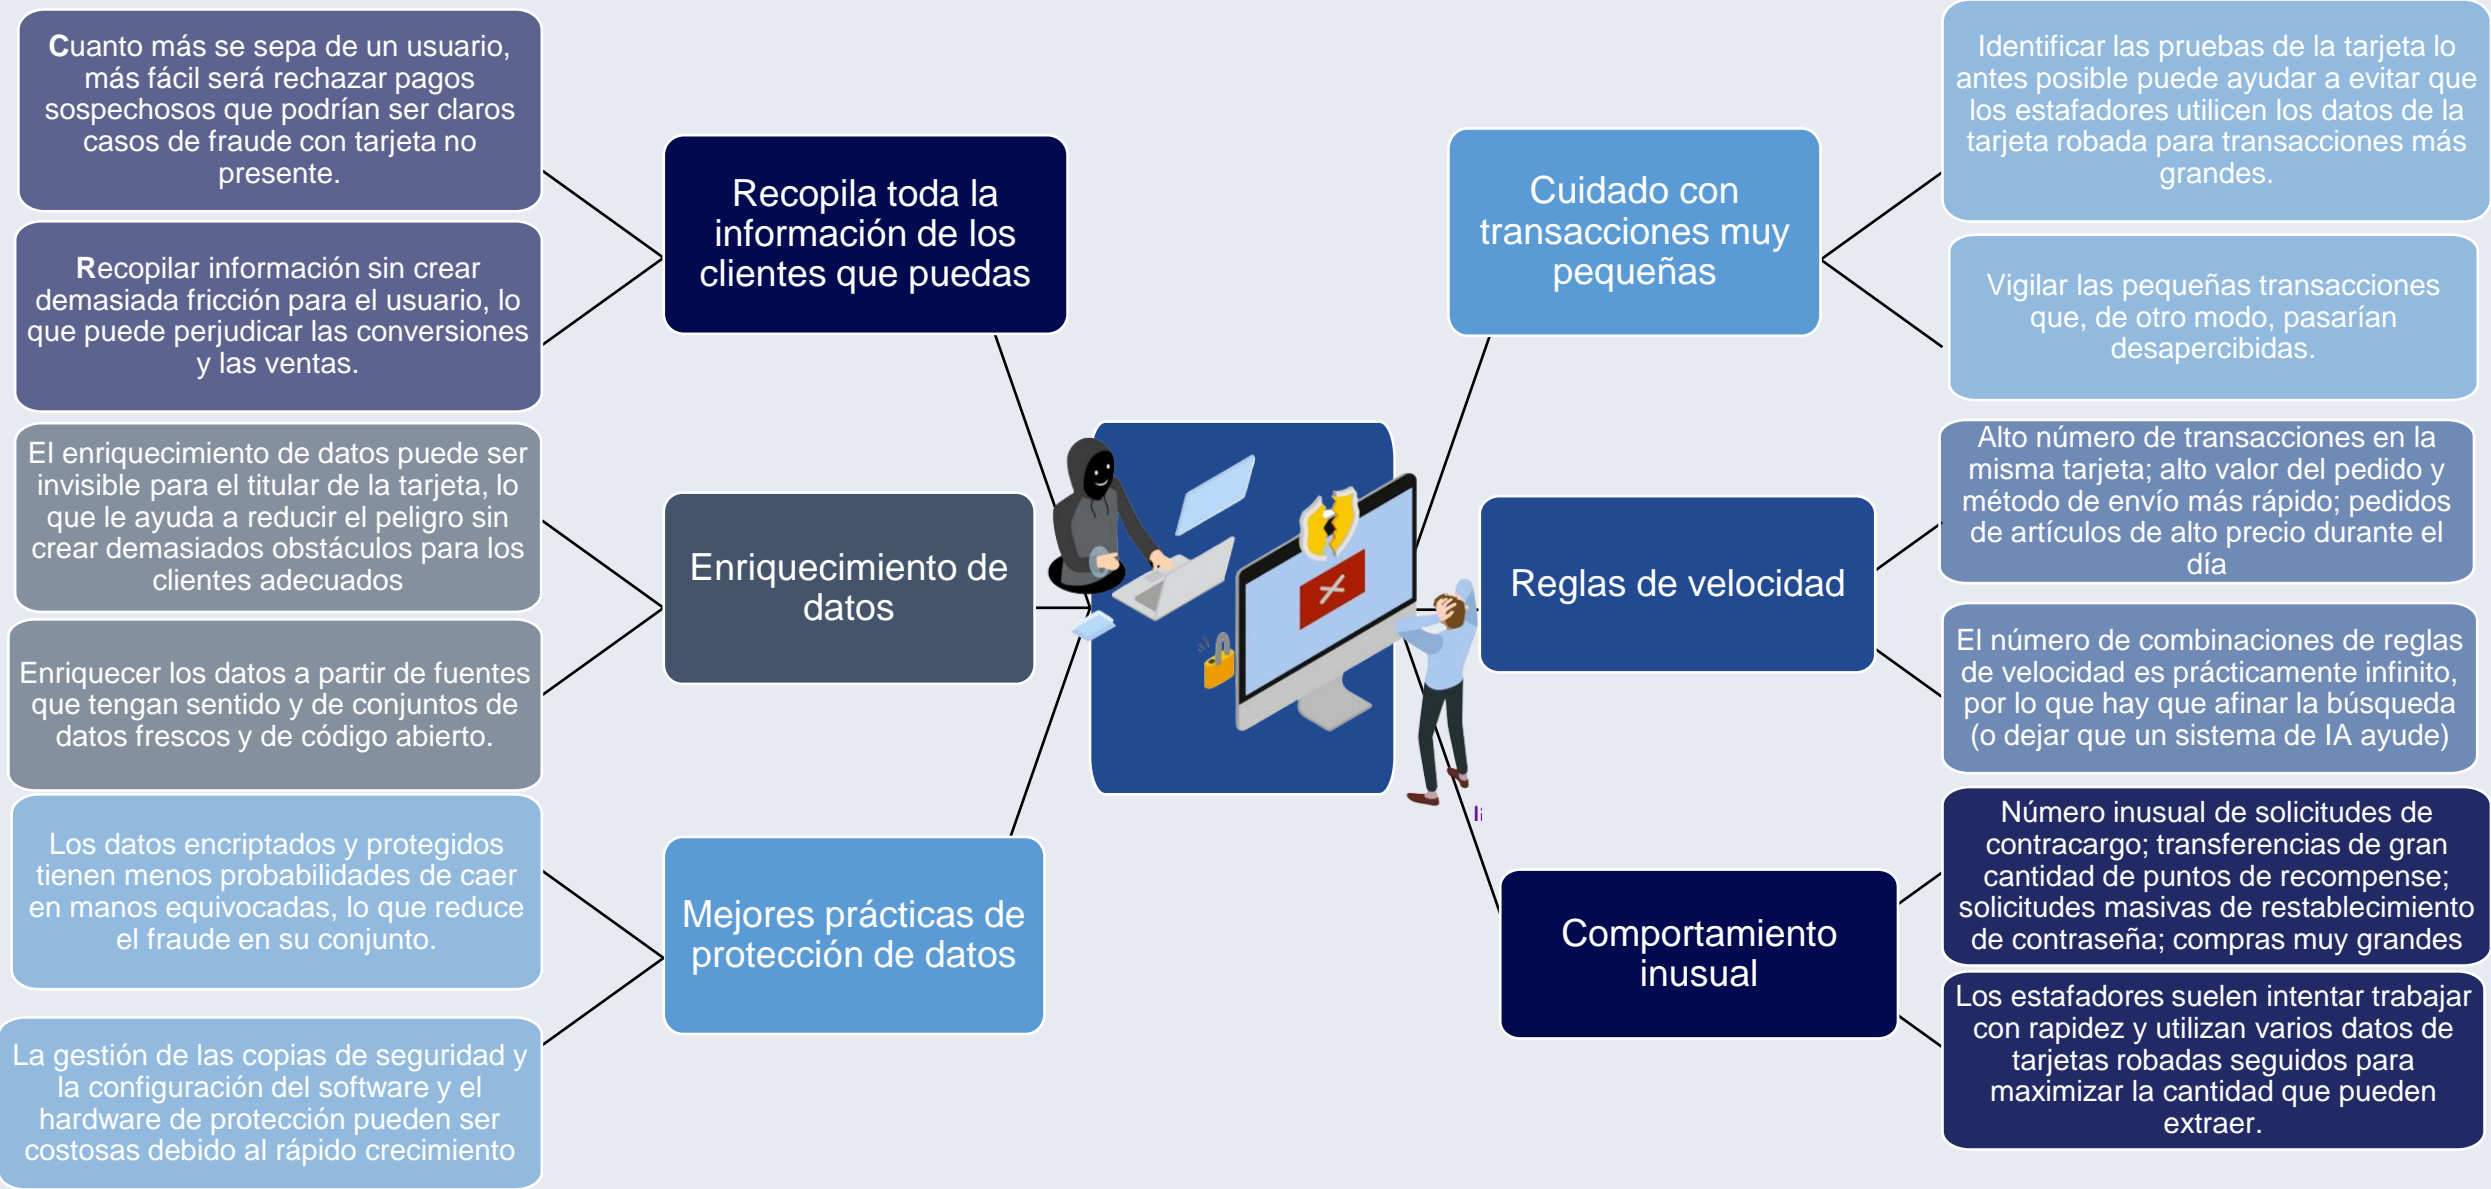 Cuanto más se sepa de un usuario,
más fácil será rechazar pagos
sospechosos que podrían ser claros
casos de fraude con tarjeta no
presente.
Recopilar información sin crear
demasiada fricción para el usuario, lo
que puede perjudicar las conversiones
y las ventas.
Recopila toda la
información de los
clientes que puedas
El enriquecimiento de datos puede ser
invisible para el titular de la tarjeta, lo
que le ayuda a reducir el peligro sin
crear demasiados obstáculos para los
clientes adecuados
Enriquecer los datos a partir de fuentes
que tengan sentido y de conjuntos de
datos frescos y de código abierto.
Enriquecimiento de
datos
Los datos encriptados y protegidos
tienen menos probabilidades de caer
en manos equivocadas, lo que reduce
el fraude en su conjunto.
La gestión de las copias de seguridad y
la configuración del software y el
hardware de protección pueden ser
costosas debido al rápido crecimiento
Mejores prácticas de
protección de datos
Cuidado con
transacciones muy
pequeñas
Identificar las pruebas de la tarjeta lo
antes posible puede ayudar a evitar que
los estafadores utilicen los datos de la
tarjeta robada para transacciones más
grandes.
Vigilar las pequeñas transacciones
que, de otro modo, pasarían
desapercibidas.
Reglas de velocidad
Alto número de transacciones en la
misma tarjeta; alto valor del pedido y
método de envío más rápido; pedidos
de artículos de alto precio durante el
día
El número de combinaciones de reglas
de velocidad es prácticamente infinito,
por lo que hay que afinar la búsqueda
(o dejar que un sistema de IA ayude)
Comportamiento
inusual
Número inusual de solicitudes de
contracargo; transferencias de gran
cantidad de puntos de recompense;
solicitudes masivas de restablecimiento
de contraseña; compras muy grandes
Los estafadores suelen intentar trabajar
con rapidez y utilizan varios datos de
tarjetas robadas seguidos para
maximizar la cantidad que pueden
extraer.